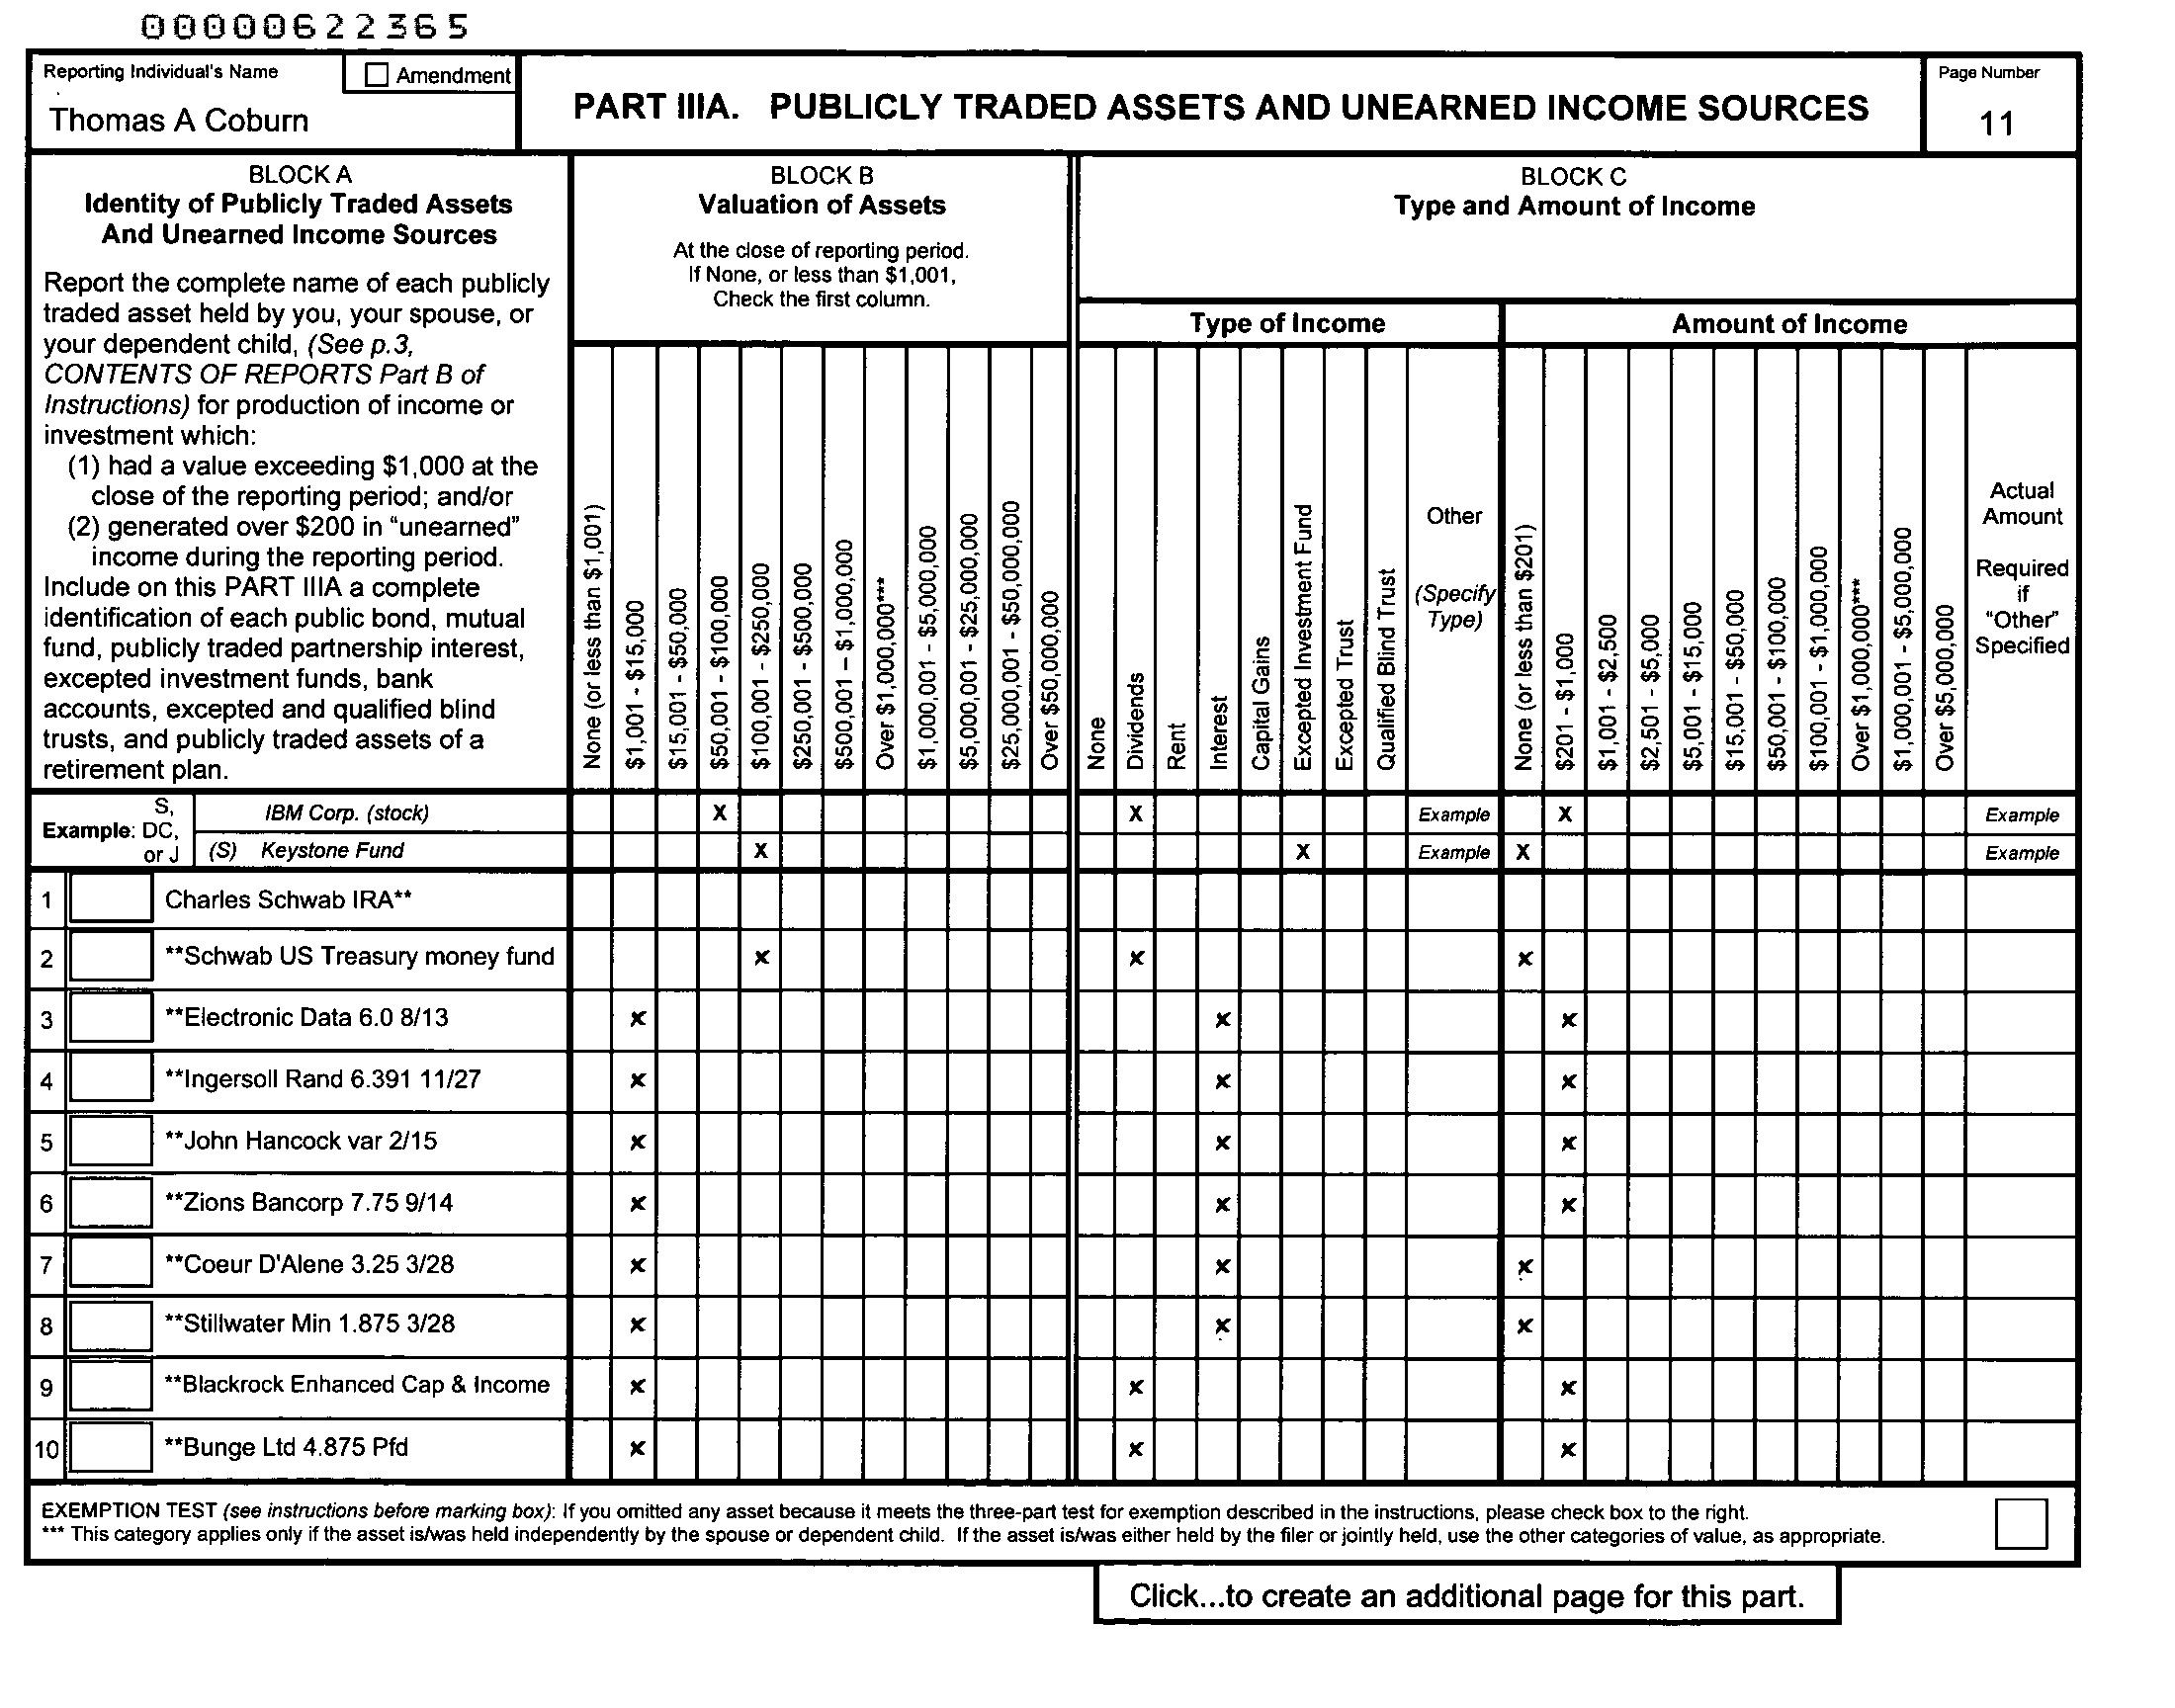 00000622365
Reporting Individual's Name
Amendment
Thomas A Coburn
PART IIIA. PUBLICLY TRADED ASSETS AND UNEARNED INCOME SOURCES
Page Number
11
BLOCK A
Identity of Publicly Traded Assets
And Unearned Income Sources
Report the complete name of each publicly
traded asset held by you, your spouse, or
your dependent child, (See p.3,
CONTENTS OF REPORTS Part B of
Instructions) for production of income or
investment which:
(1) had a value exceeding $1,000 at the
close of the reporting period; and/or
(2) generated over $200 in "unearned"
income during the reporting period.
Include on this PART IIIA a complete
identification of each public bond, mutual
fund, publicly traded partnership interest,
excepted investment funds, bank
accounts, excepted and qualified blind
trusts, and publicly traded assets of a
retirement plan.
BLOCK B
Valuation of Assets
At the close of reporting period.
If None, or less than $1,001,
Check the first column.
None (or less than $1,001)
$1,001 - $15,000
$15,001 - $50,000
$50,001 - $100,000
$100,001 - $250,000
$250,001 - $500,000
$500,001 – $1,000,000
Over $1,000,000***
$1,000,001 - $5,000,000
$5,000,001 - $25,000,000
$25,000,001 - $50,000,000
Over $50,000,000
BLOCK C
Type and Amount of Income
Type of Income
None
Dividends
Rent
Interest
Capital Gains
Excepted Investment Fund
Excepted Trust
Qualified Blind Trust
Other
(Specify
Type)
Amount of Income
None (or less than $201)
$201 - $1,000
$1,001 - $2,500
$2,501 - $5,000
$5,001 - $15,000
$15,001 - $50,000
$50,001 - $100,000
$100,001 - $1,000,000
Over $1,000,000***
$1,000,001 - $5,000,000
Over $5,000,000
Actual
Amount
Required
if
"Other"
Specified
Example: S,
DC,
or J
IBM Corp. (stock) X X Example X Example
(S) Keystone Fund X X Example X Example
1 Charles Schwab IRA**
2 **Schwab US Treasury money fund x x x
3 **Electronic Data 6.0 8/13 x x x
4 **Ingersoll Rand 6.391 11/27 x x x
5 **John Hancock var 2/15 x x x
6 **Zions Bancorp 7.75 9/14 x x x
7 **Coeur D'Alene 3.25 3/28 x x x
8 **Stillwater Min 1.875 3/28 x x x
9 **Blackrock Enhanced Cap & Income x x x
10 **Bunge Ltd 4.875 Pfd x x x
EXEMPTION TEST (see instructions before marking box): If you omitted any asset because it meets the three-part test for exemption described in the instructions, please check box to the right.
*** This category applies only if the asset is/was held independently by the spouse or dependent child. If the asset is/was either held by the filer or jointly held, use the other categories of value, as appropriate.
Click...to create an additional page for this part.